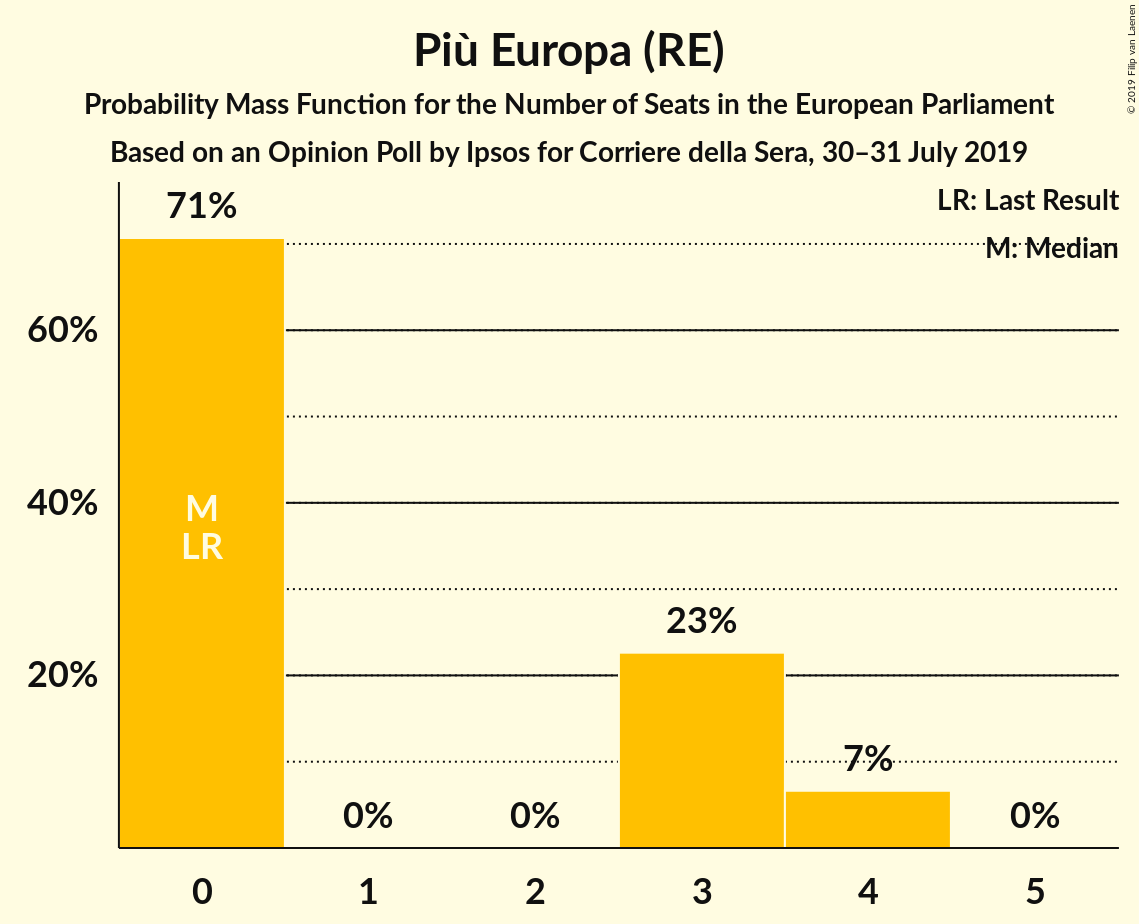 Più Europa (RE)
Probability Mass Function for the Number of Seats in the European Parliament
Based on an Opinion Poll by Ipsos for Corriere della Sera, 30–31 July 2019
© 2019 Filip van Laenen
LR: Last Result
M: Median
71%
60%
40%
20%
M
LR
0%
0%
23%
7%
0%
0
1
2
3
4
5